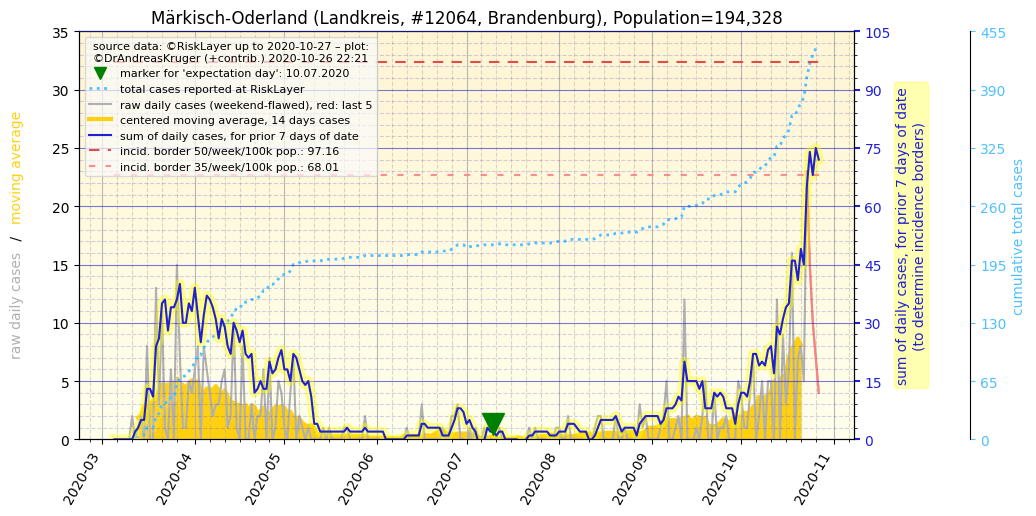 Märkisch-Oderland (Landkreis, #12064, Brandenburg), Population=194,328
source data: ©RiskLayer up to 2020-10-27 – plot:
©DrAndreasKruger (+contrib.) 2020-10-26 22:21
marker for 'expectation day': 10.07.2020
total cases reported at RiskLayer
raw daily cases (weekend-flawed), red: last 5
centered moving average, 14 days cases
sum of daily cases, for prior 7 days of date
incid. border 50/week/100k pop.: 97.16
incid. border 35/week/100k pop.: 68.01
raw daily cases / moving average
35
30
25
20
15
10
5
0
2020-03
2020-04
2020-05
2020-06
2020-07
2020-08
2020-09
2020-10
2020-11
105
90
75
60
45
30
15
0
sum of daily cases, for prior 7 days of date
(to determine incidence borders)
455
390
325
260
195
130
65
0
cumulative total cases